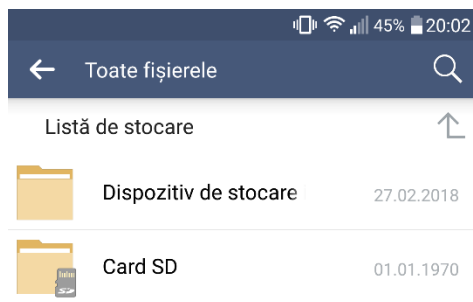 45% 20:02
Toate fișierele
Listă de stocare
Dispozitiv de stocare
27.02.2018
Card SD
01.01.1970